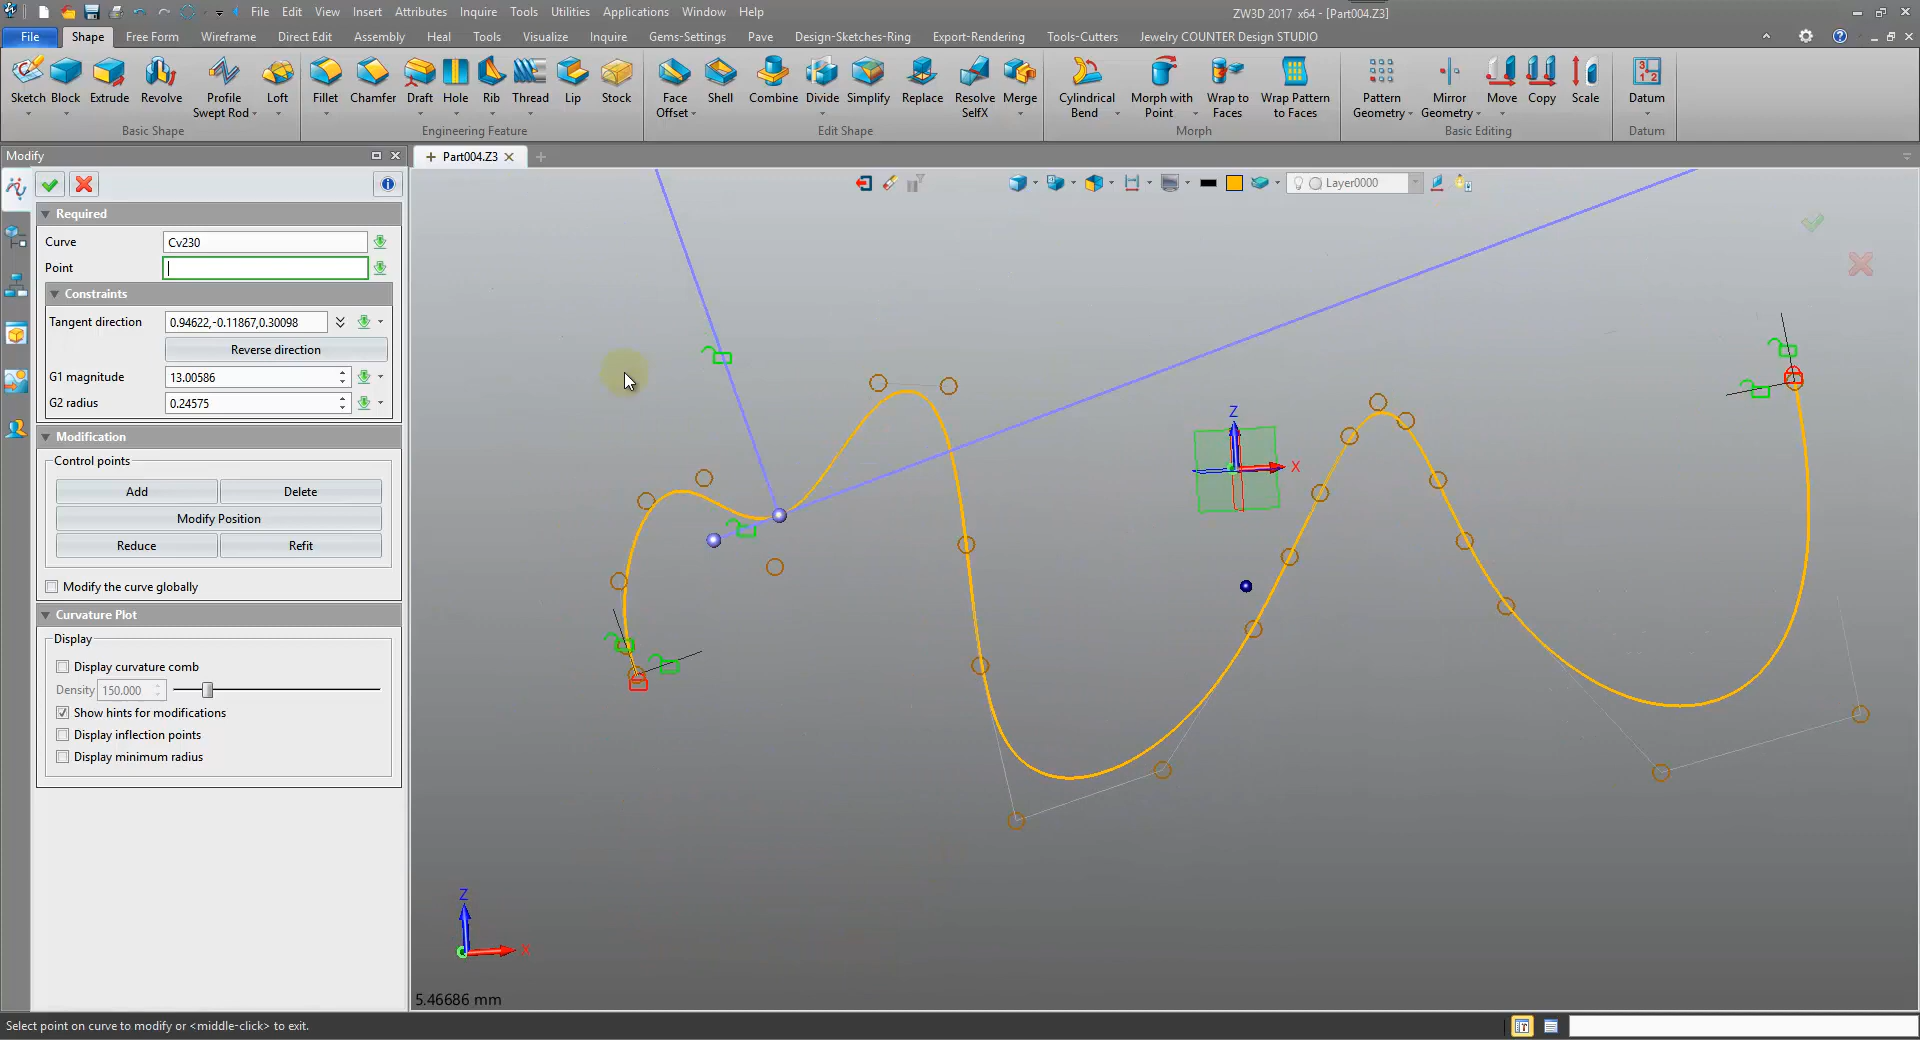 File Edit View Insert Attributes Inquire Tools Utilities Applications Window Help
ZW3D 2017 x64 - [Part004.Z3]
File Shape Free Form Wireframe Direct Edit Assembly Heal Tools Visualize Inquire Gems-Settings Pave Design-Sketches-Ring Export-Rendering Tools-Cutters Jewelry COUNTER Design STUDIO
Sketch Block Extrude Revolve Profile Swept Rod Loft
Basic Shape
Fillet Chamfer Draft Hole Rib Thread Lip Stock
Engineering Feature
Face Offset Shell Combine Divide Simplify Replace Resolve SelfX Merge
Edit Shape
Cylindrical Bend Morph with Point Wrap to Faces Wrap Pattern to Faces
Morph
Pattern Geometry Mirror Geometry Move Copy Scale
Basic Editing
Datum
Datum
Modify
Part004.Z3
Layer0000
Required
Curve Cv230
Point
Constraints
Tangent direction 0.94622,-0.11867,0.30098
Reverse direction
G1 magnitude 13.00586
G2 radius 0.24575
Modification
Control points
Add Delete
Modify Position
Reduce Refit
Modify the curve globally
Curvature Plot
Display
Display curvature comb
Density 150.000
Show hints for modifications
Display inflection points
Display minimum radius
Z
X
Z
X
5.46686 mm
Select point on curve to modify or <middle-click> to exit.